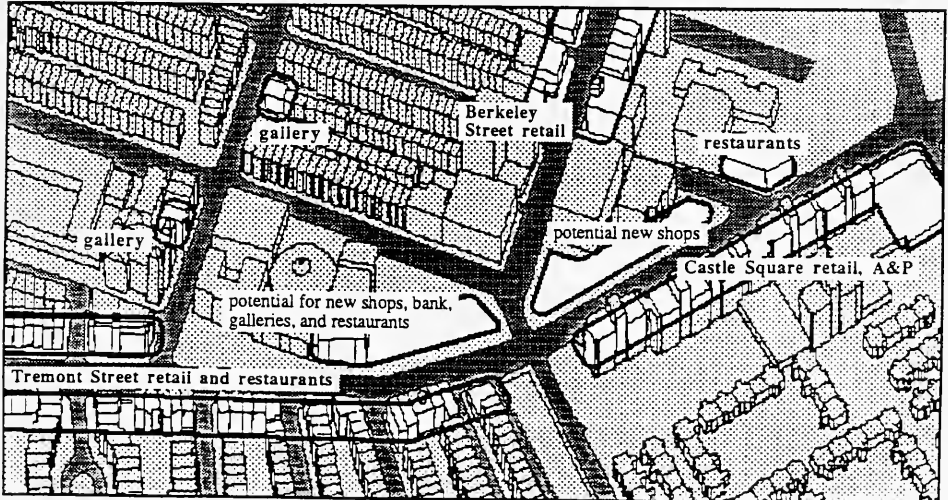 Berkeley
Street retail
gallery
restaurants
gallery
potential new shops
Castle Square retail, A&P
potential for new shops, bank,
galleries, and restaurants
Tremont Street retail and restaurants